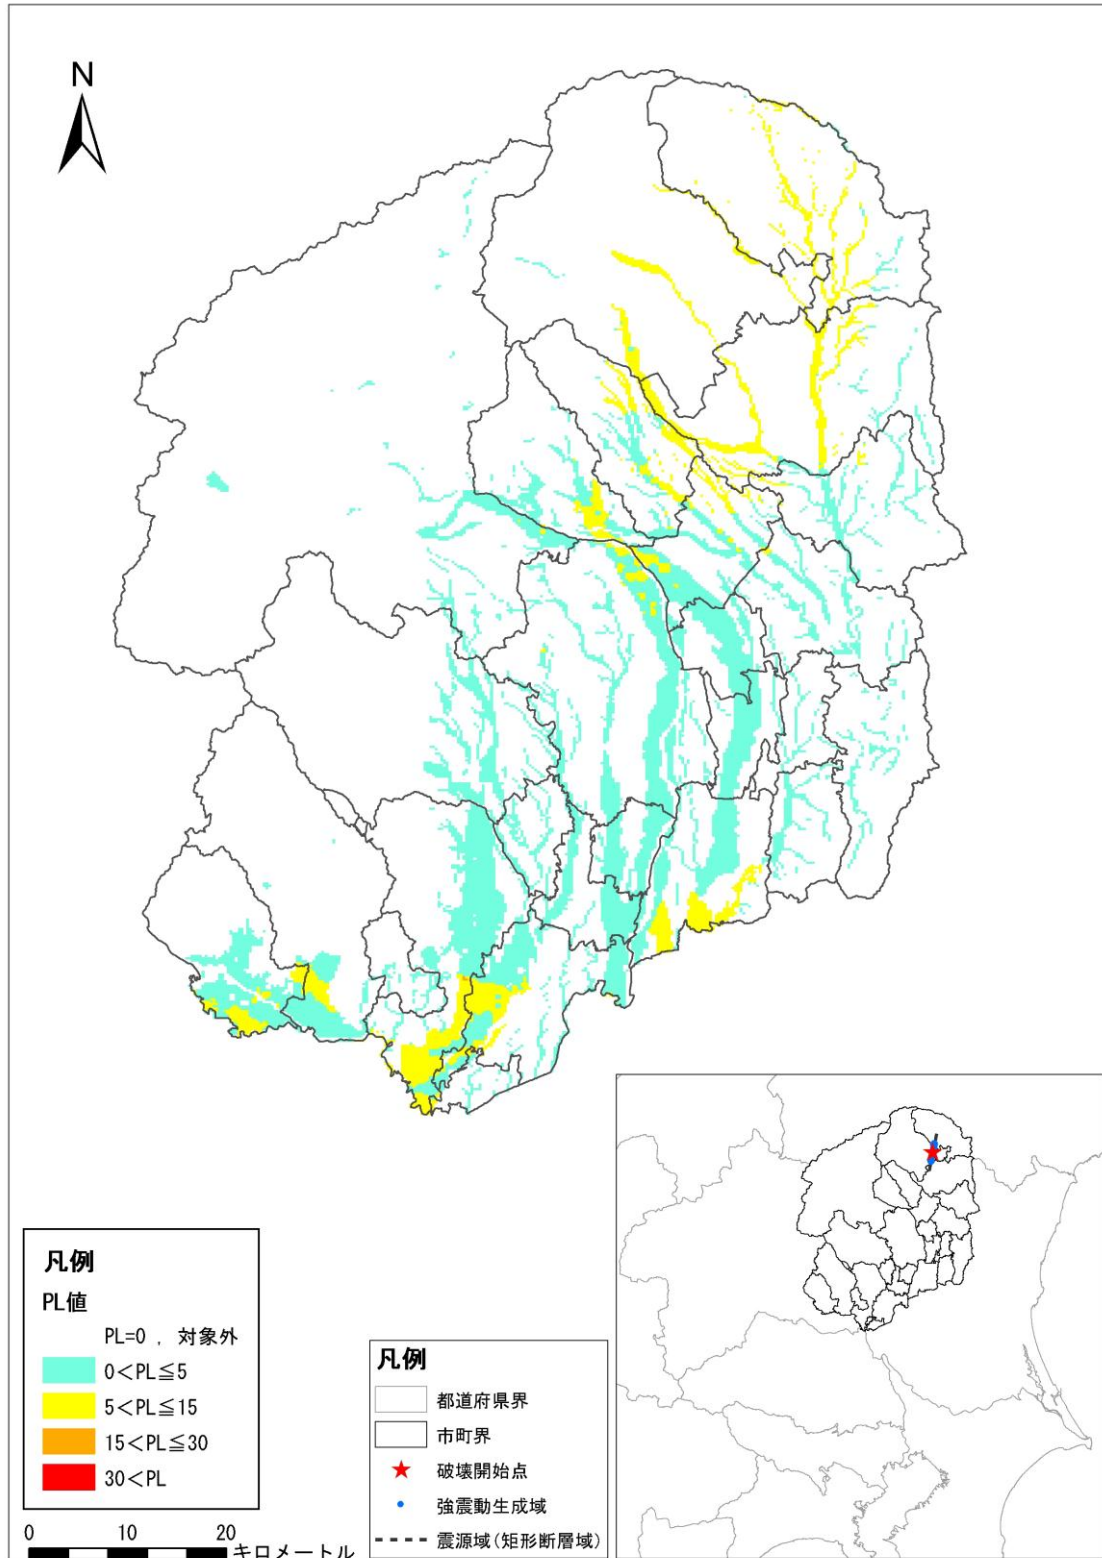 N
凡例
PL値
PL=0 , 対象外
0<PL≦5
5<PL≦15
15<PL≦30
30<PL
0 10 20
キロメートル
凡例
都道府県界
市町界
破壊開始点
強震動生成域
震源域(矩形断層域)